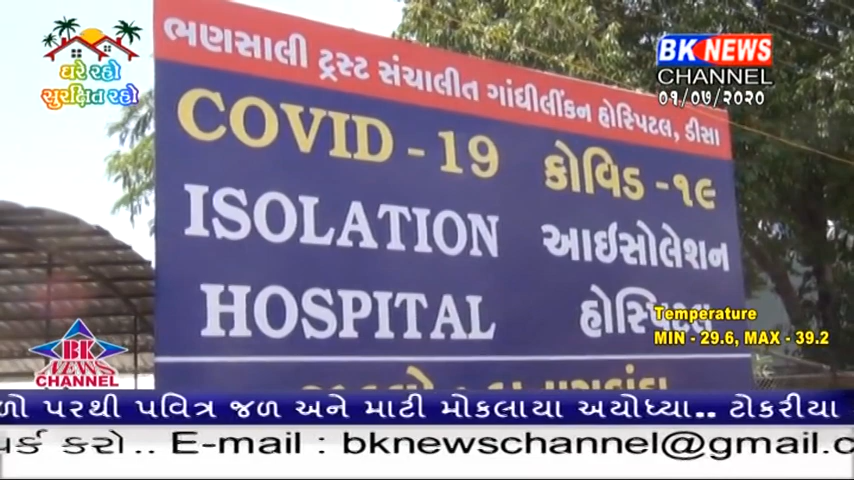 ઘરે રહો
સુરક્ષિત રહો
BK NEWS
CHANNEL
૦૧/૦૭/૨૦૨૦
ભણસાલી ટ્રસ્ટ સંચાલીત ગાંધીલીંકન હોસ્પિટલ, ડીસા
COVID - 19 કોવિડ - ૧૯
ISOLATION આઈસોલેશન
HOSPITAL હોસ્પિટલ
Temperature
MIN - 29.6, MAX - 39.2
BK
NEWS
CHANNEL
પરથી પવિત્ર જળ અને માટી મોકલાયા અયોધ્યા.. ટોકરીયા
કરો.. E-mail : bknewschannel@gmail.c